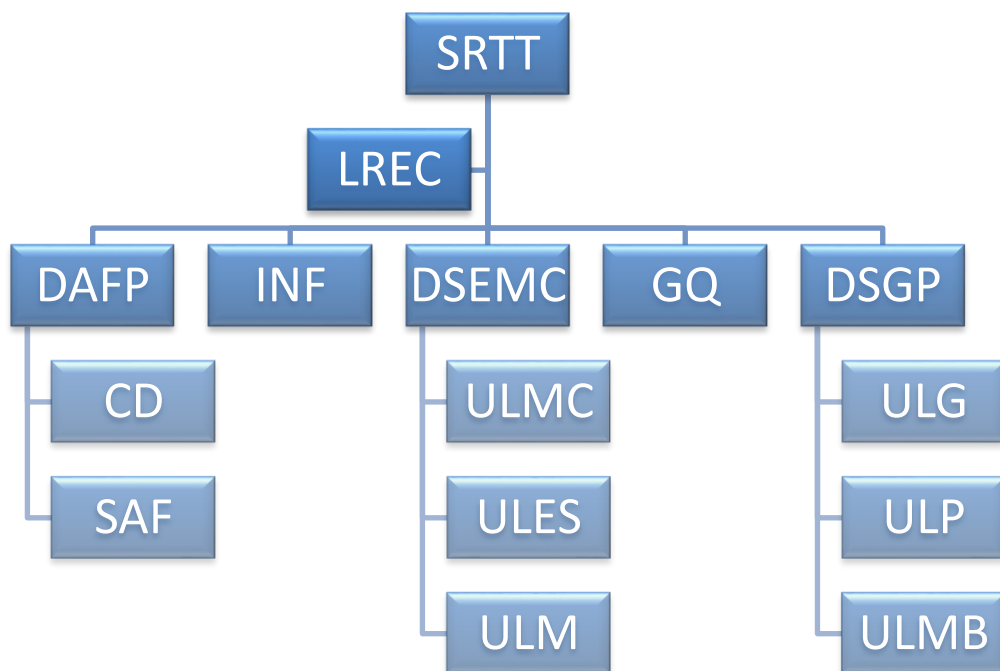 SRTT
LREC
DAFP
INF
DSEMC
GQ
DSGP
CD
ULMC
ULG
SAF
ULES
ULP
ULM
ULMB